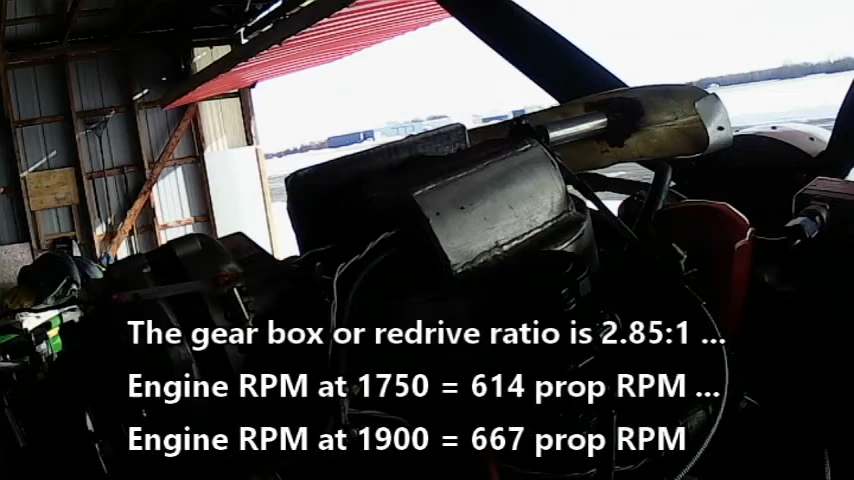 The gear box or redrive ratio is 2.85:1 ...
Engine RPM at 1750 = 614 prop RPM ...
Engine RPM at 1900 = 667 prop RPM